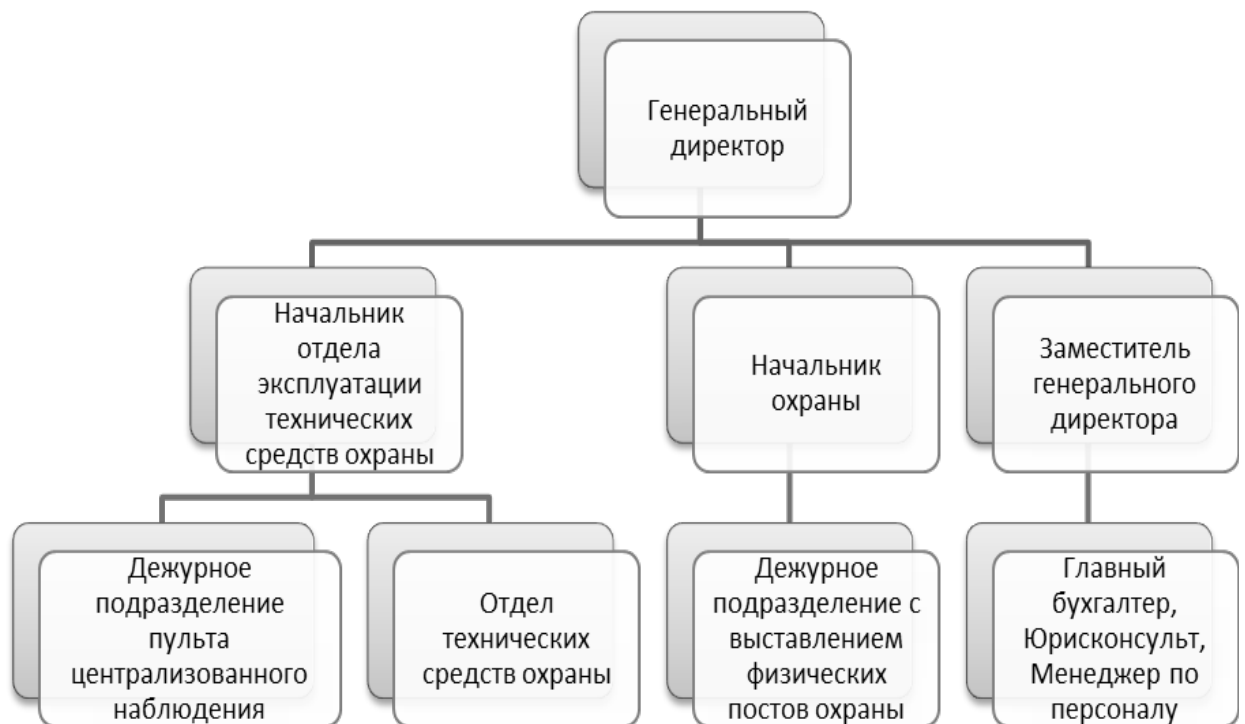 Генеральный
директор
Начальник
отдела
эксплуатации
технических
средств охраны
Начальник
охраны
Заместитель
генерального
директора
Дежурное
подразделение
пульта
централизованного
наблюдения
Отдел
технических
средств охраны
Дежурное
подразделение с
выставлением
физических
постов охраны
Главный
бухгалтер,
Юрисконсульт,
Менеджер по
персоналу